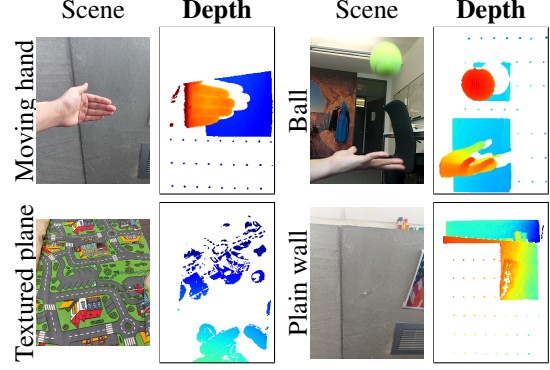 Scene Depth Scene Depth
Moving hand
Ball
Textured plane
Plain wall